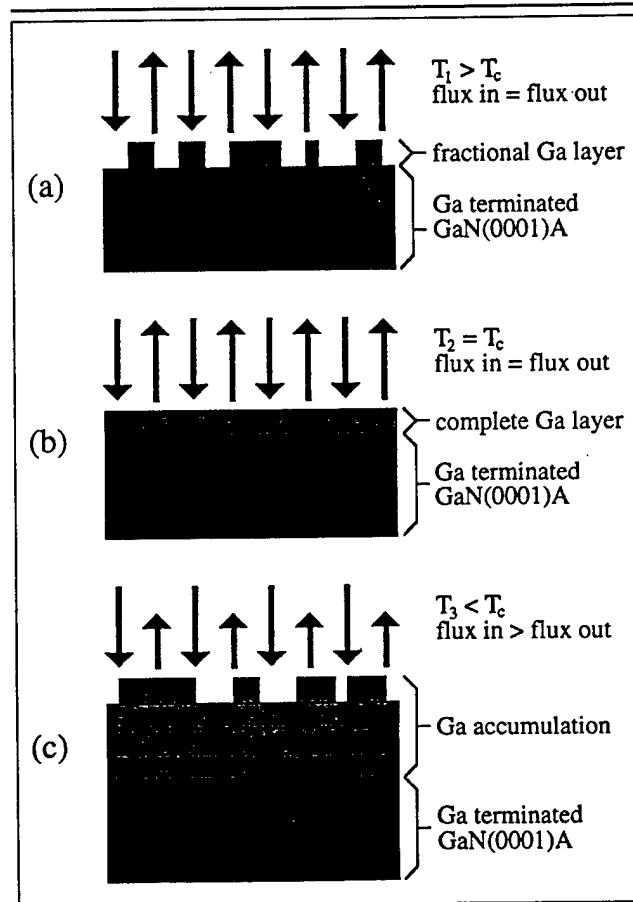 T₁ > T꜀
flux in = flux out
fractional Ga layer
(a)
Ga terminated
GaN(0001)A
T₂ = T꜀
flux in = flux out
complete Ga layer
(b)
Ga terminated
GaN(0001)A
T₃ < T꜀
flux in > flux out
Ga accumulation
(c)
Ga terminated
GaN(0001)A